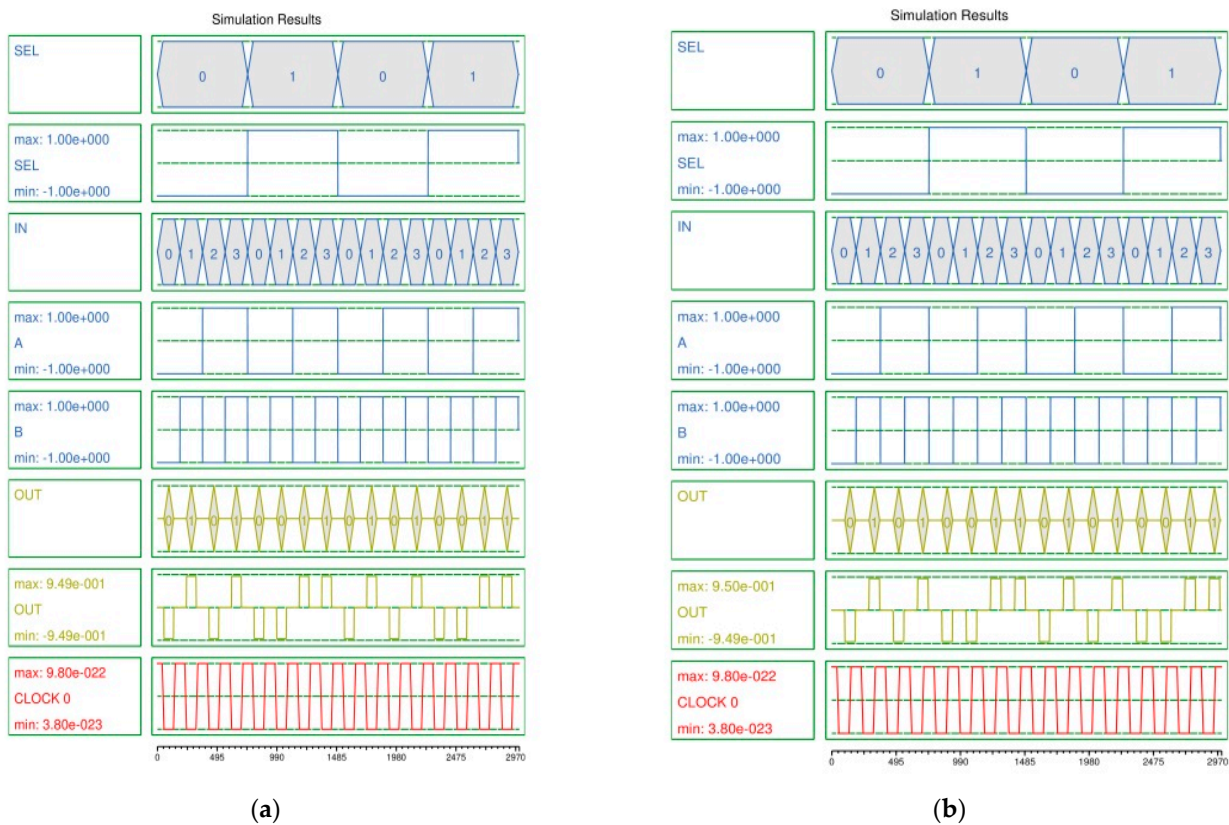 Simulation Results
SEL
0 1 0 1
max: 1.00e+000
SEL
min: -1.00e+000
IN
0 1 2 3 0 1 2 3 0 1 2 3 0 1 2 3
max: 1.00e+000
A
min: -1.00e+000
max: 1.00e+000
B
min: -1.00e+000
OUT
0 1 0 1 0 0 1 1 0 1 0 1 0 0 1 1
max: 9.49e-001
OUT
min: -9.49e-001
max: 9.80e-022
CLOCK 0
min: 3.80e-023
0 495 990 1485 1980 2475 2970
(a)
Simulation Results
SEL
0 1 0 1
max: 1.00e+000
SEL
min: -1.00e+000
IN
0 1 2 3 0 1 2 3 0 1 2 3 0 1 2 3
max: 1.00e+000
A
min: -1.00e+000
max: 1.00e+000
B
min: -1.00e+000
OUT
0 1 0 1 0 0 1 1 0 1 0 1 0 0 1 1
max: 9.50e-001
OUT
min: -9.49e-001
max: 9.80e-022
CLOCK 0
min: 3.80e-023
0 495 990 1485 1980 2475 2970
(b)